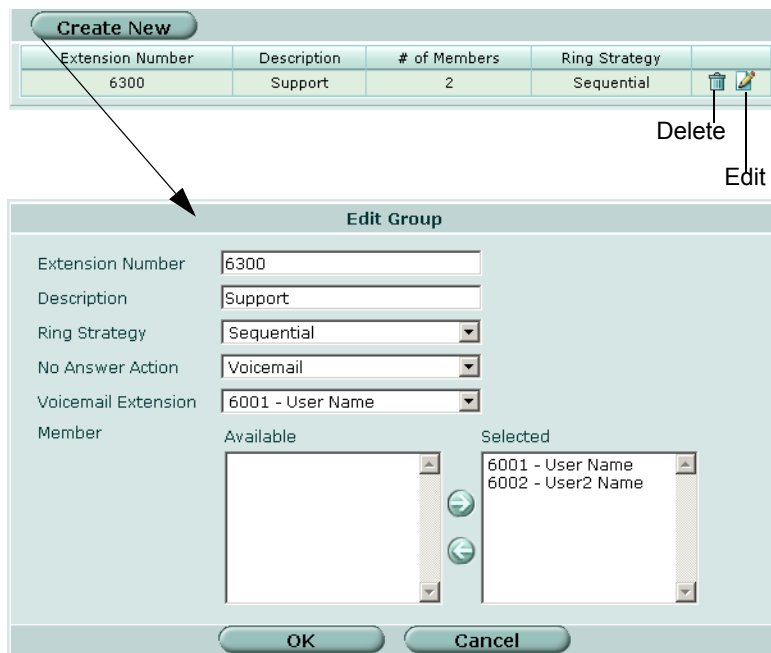 Create New
Extension Number Description # of Members Ring Strategy
6300 Support 2 Sequential
Delete
Edit
Edit Group
Extension Number 6300
Description Support
Ring Strategy Sequential
No Answer Action Voicemail
Voicemail Extension 6001 - User Name
Member Available Selected
6001 - User Name
6002 - User2 Name
OK Cancel